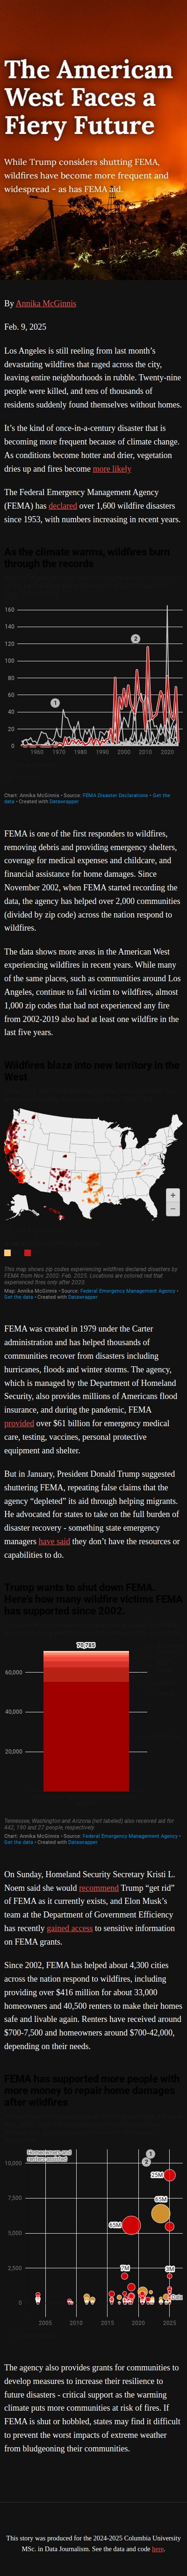 The American
West Faces a
Fiery Future
While Trump considers shutting FEMA,
wildfires have become more frequent and
widespread - as has FEMA aid.
By Annika McGinnis
Feb. 9, 2025
Los Angeles is still reeling from last month's
devastating wildfires that raged across the city,
leaving entire neighborhoods in rubble. Twenty-nine
people were killed, and tens of thousands of
residents suddenly found themselves without homes.
It's the kind of once-in-a-century disaster that is
becoming more frequent because of climate change.
As conditions become hotter and drier, vegetation
dries up and fires become more likely
The Federal Emergency Management Agency
(FEMA) has declared over 1,600 wildfire disasters
since 1953, with numbers increasing in recent years.
As the climate warms, wildfires burn
through the records
160
140
120
100
80
60
40
20
0
1
2
1960 1970 1980 1990 2000 2010 2020
Chart: Annika McGinnis • Source: FEMA Disaster Declarations • Get the
data • Created with Datawrapper
FEMA is one of the first responders to wildfires,
removing debris and providing emergency shelters,
coverage for medical expenses and childcare, and
financial assistance for home damages. Since
November 2002, when FEMA started recording the
data, the agency has helped over 2,000 communities
(divided by zip code) across the nation respond to
wildfires.
The data shows more areas in the American West
experiencing wildfires in recent years. While many
of the same places, such as communities around Los
Angeles, continue to fall victim to wildfires, almost
1,000 zip codes that had not experienced any fire
from 2002-2019 also had at least one wildfire in the
last five years.
Wildfires blaze into new territory in the
West
1
+
−
This map shows zip codes experiencing wildfires declared disasters by
FEMA from Nov. 2002- Feb. 2025. Locations are colored red that
experienced fires only after 2020.
Map: Annika McGinnis • Source: Federal Emergency Management Agency •
Get the data • Created with Datawrapper
FEMA was created in 1979 under the Carter
administration and has helped thousands of
communities recover from disasters including
hurricanes, floods and winter storms. The agency,
which is managed by the Department of Homeland
Security, also provides millions of Americans flood
insurance, and during the pandemic, FEMA
provided over $61 billion for emergency medical
care, testing, vaccines, personal protective
equipment and shelter.
But in January, President Donald Trump suggested
shuttering FEMA, repeating false claims that the
agency "depleted" its aid through helping migrants.
He advocated for states to take on the full burden of
disaster recovery - something state emergency
managers have said they don't have the resources or
capabilities to do.
Trump wants to shut down FEMA.
Here's how many wildfire victims FEMA
has supported since 2002.
70,785
60,000
40,000
20,000
Tennessee, Washington and Arizona (not labeled) also received aid for
442, 190 and 27 people, respectively.
Chart: Annika McGinnis • Source: Federal Emergency Management Agency •
Get the data • Created with Datawrapper
On Sunday, Homeland Security Secretary Kristi L.
Noem said she would recommend Trump "get rid"
of FEMA as it currently exists, and Elon Musk's
team at the Department of Government Efficiency
has recently gained access to sensitive information
on FEMA grants.
Since 2002, FEMA has helped about 4,300 cities
across the nation respond to wildfires, including
providing over $416 million for about 33,000
homeowners and 40,500 renters to make their homes
safe and livable again. Renters have received around
$700-7,500 and homeowners around $700-42,000,
depending on their needs.
FEMA has supported more people with
more money to repair home damages
after wildfires
Homeowners and
renters assisted
1
2
10,000
7,500
5,000
2,500
0
25M
65M
65M
7M
3M
Date
2005 2010 2015 2020 2025
The agency also provides grants for communities to
develop measures to increase their resilience to
future disasters - critical support as the warming
climate puts more communities at risk of fires. If
FEMA is shut or hobbled, states may find it difficult
to prevent the worst impacts of extreme weather
from bludgeoning their communities.
This story was produced for the 2024-2025 Columbia University
MSc. in Data Journalism. See the data and code here.